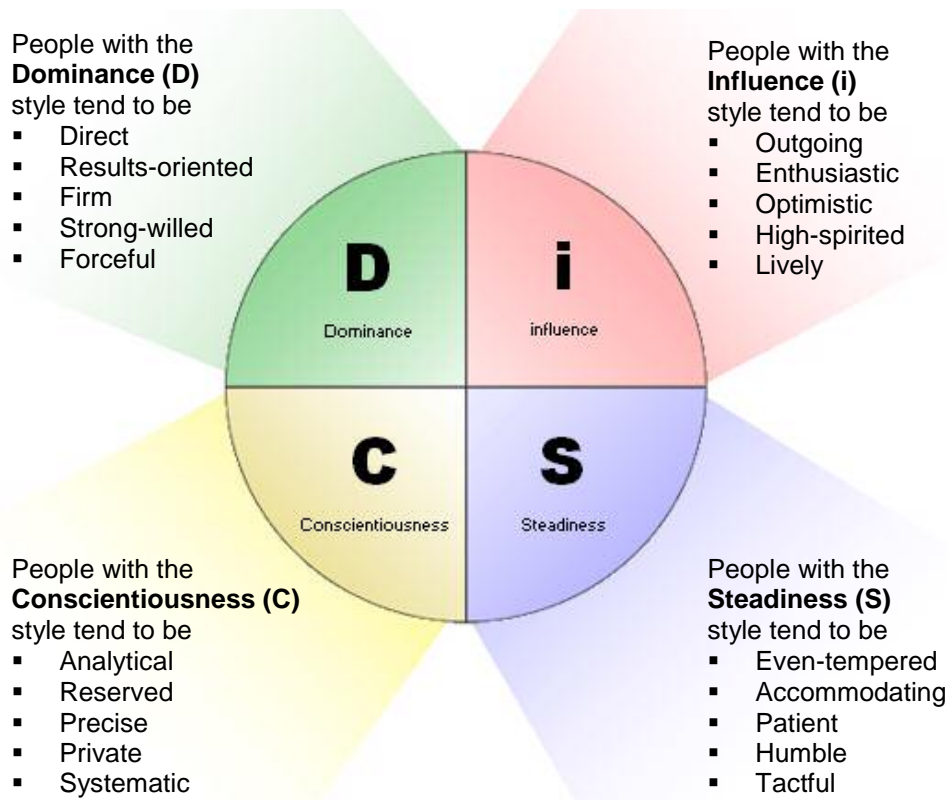 People with the
Dominance (D)
style tend to be
▪ Direct
▪ Results-oriented
▪ Firm
▪ Strong-willed
▪ Forceful
People with the
Influence (i)
style tend to be
▪ Outgoing
▪ Enthusiastic
▪ Optimistic
▪ High-spirited
▪ Lively
D
Dominance
i
influence
C
Conscientiousness
S
Steadiness
People with the
Conscientiousness (C)
style tend to be
▪ Analytical
▪ Reserved
▪ Precise
▪ Private
▪ Systematic
People with the
Steadiness (S)
style tend to be
▪ Even-tempered
▪ Accommodating
▪ Patient
▪ Humble
▪ Tactful